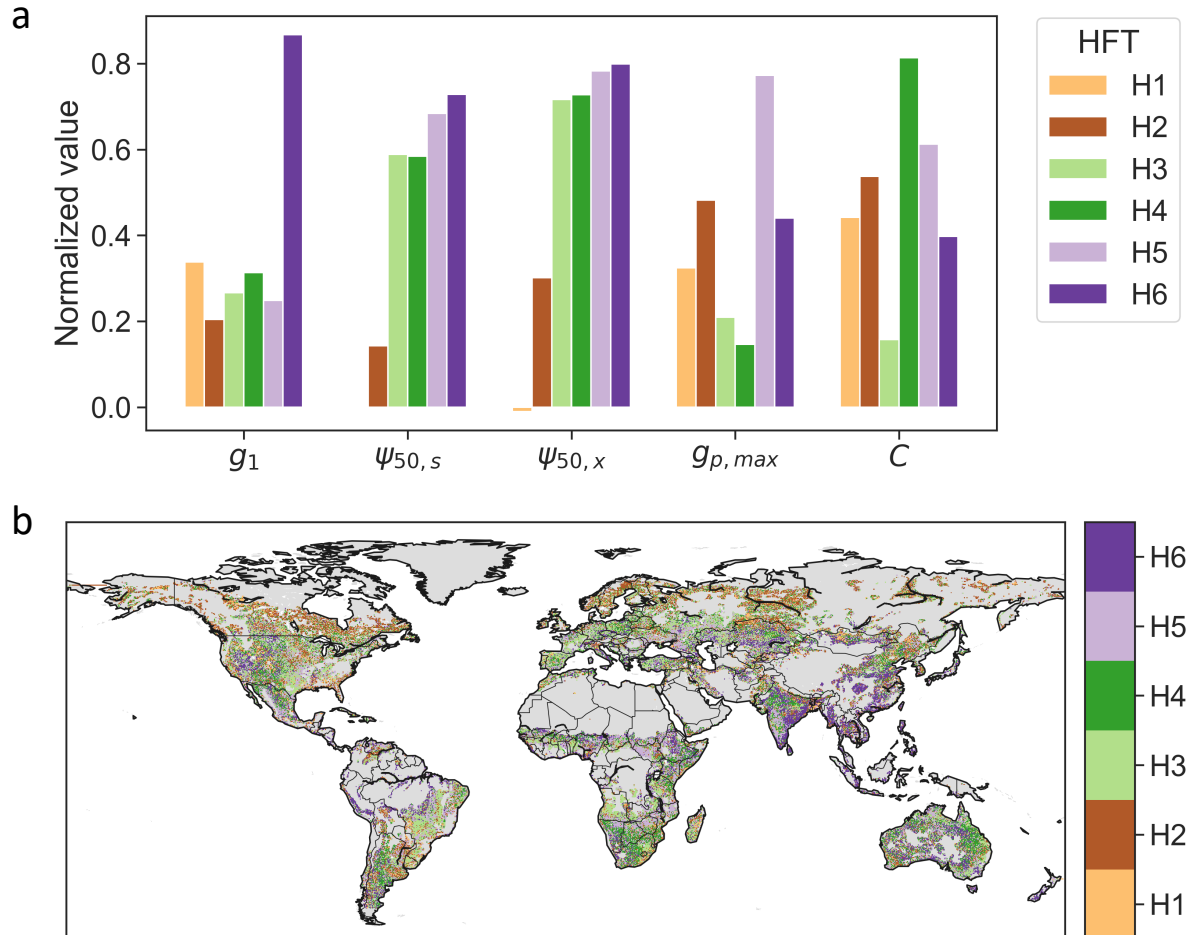 a
HFT
H1
H2
H3
H4
H5
H6
Normalized value
0.8
0.6
0.4
0.2
0.0
g₁
ψ₅₀,ₛ
ψ₅₀,ₓ
gₚ,ₘₐₓ
C
b
H6
H5
H4
H3
H2
H1